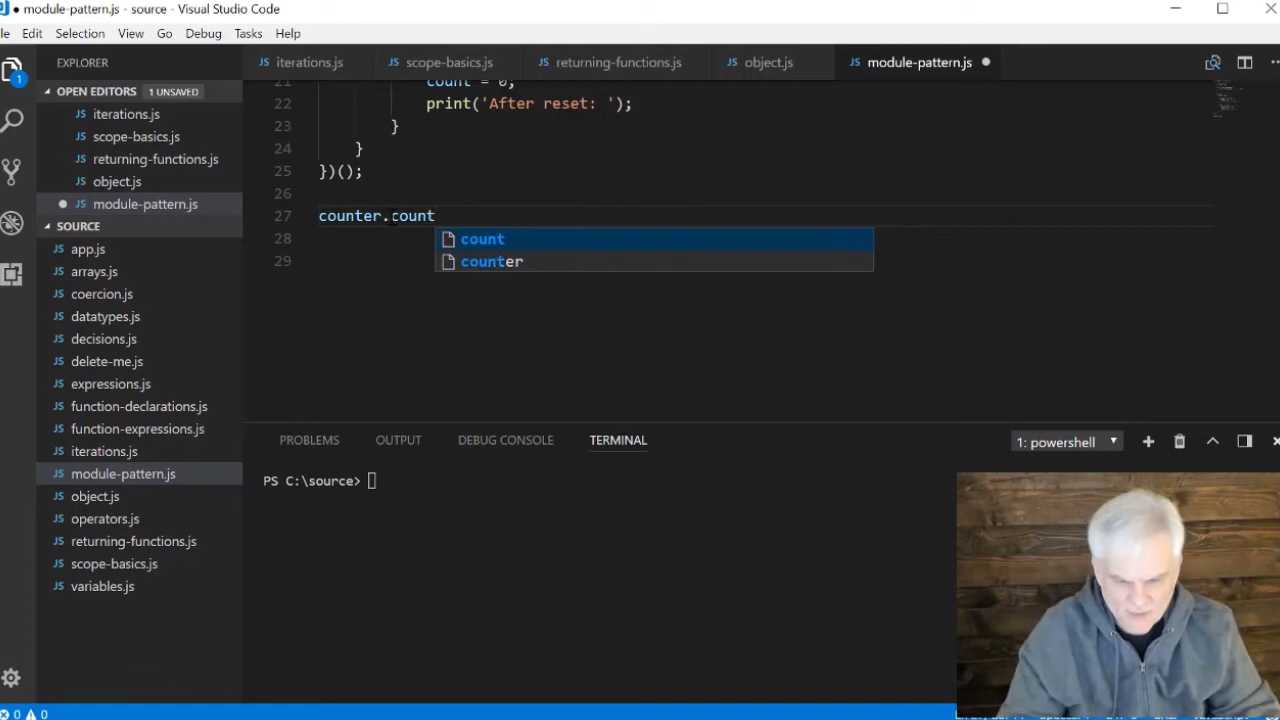 module-pattern.js - source - Visual Studio Code
le Edit Selection View Go Debug Tasks Help
EXPLORER
OPEN EDITORS 1 UNSAVED
iterations.js
scope-basics.js
returning-functions.js
object.js
module-pattern.js
SOURCE
app.js
arrays.js
coercion.js
datatypes.js
decisions.js
delete-me.js
expressions.js
function-declarations.js
function-expressions.js
iterations.js
module-pattern.js
object.js
operators.js
returning-functions.js
scope-basics.js
variables.js
iterations.js scope-basics.js returning-functions.js object.js module-pattern.js
21 count = 0;
22 print('After reset: ');
23 }
24 }
25 })();
26
27 counter.count
28
29
count
counter
PROBLEMS OUTPUT DEBUG CONSOLE TERMINAL 1: powershell
PS C:\source>
0 0